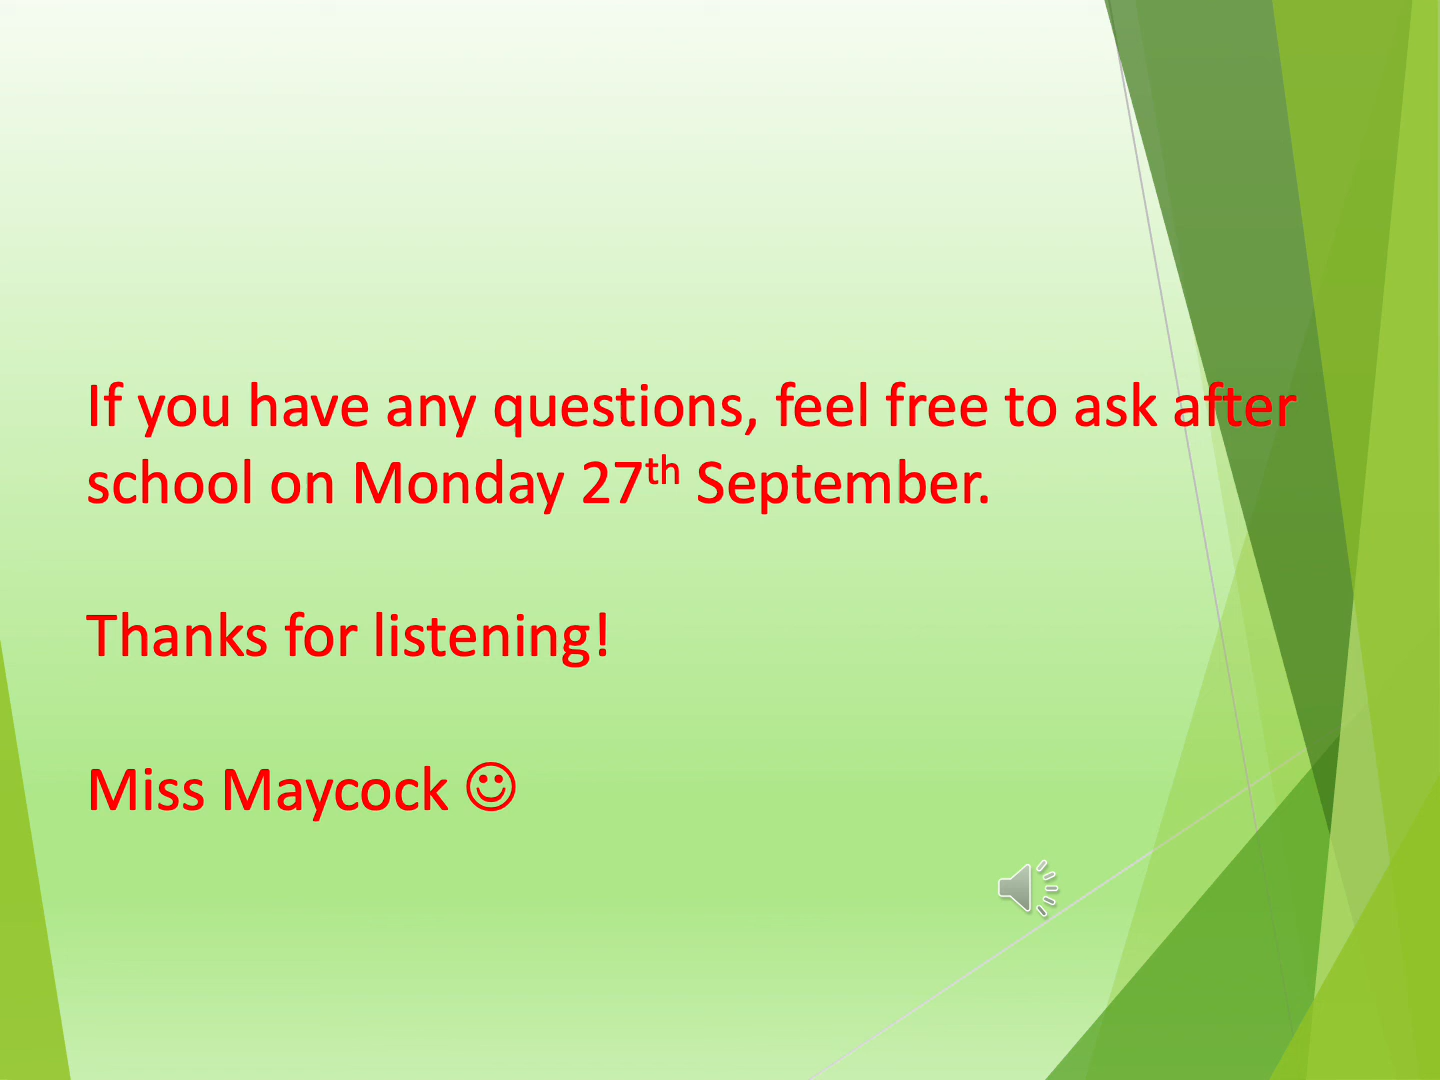 If you have any questions, feel free to ask after
school on Monday 27th September.
Thanks for listening!
Miss Maycock ☺